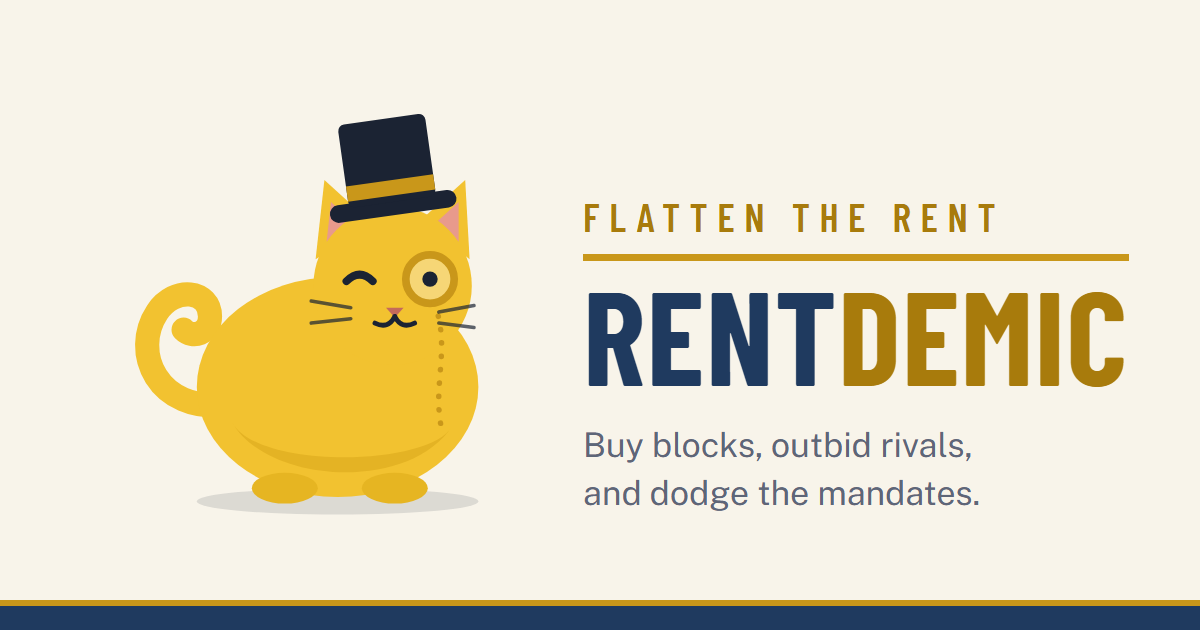 FLATTEN THE RENT
RENTDEMIC
Buy blocks, outbid rivals,
and dodge the mandates.